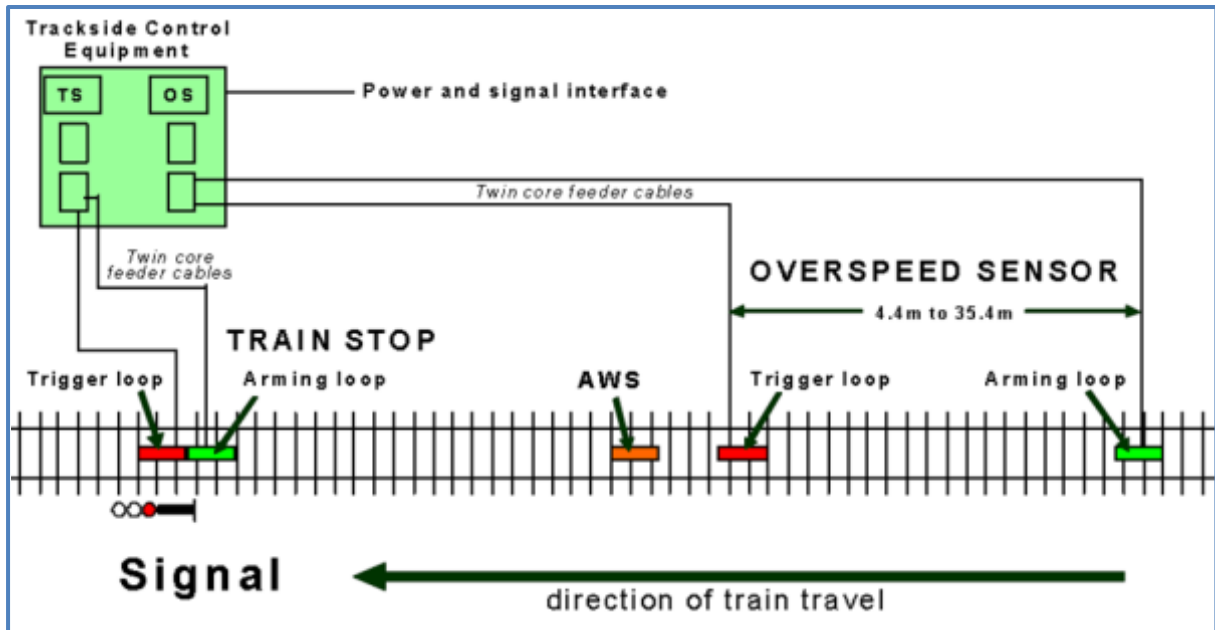 Trackside Control
Equipment
TS
OS
Power and signal interface
Twin core feeder cables
Twin core
feeder cables
OVERSPEED SENSOR
4.4m to 35.4m
TRAIN STOP
Trigger loop
Arming loop
AWS
Trigger loop
Arming loop
Signal
direction of train travel